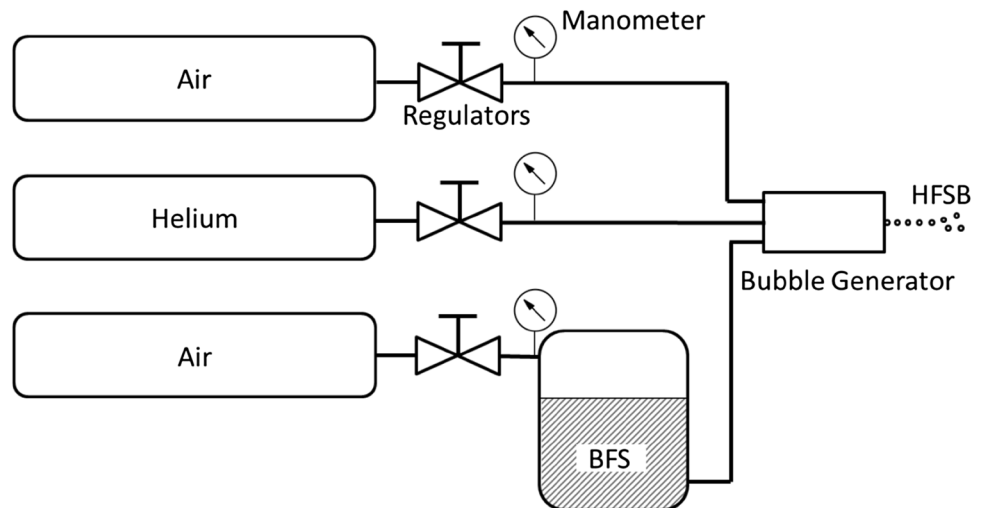 Manometer
Air
Regulators
Helium
HFSB
Bubble Generator
Air
BFS